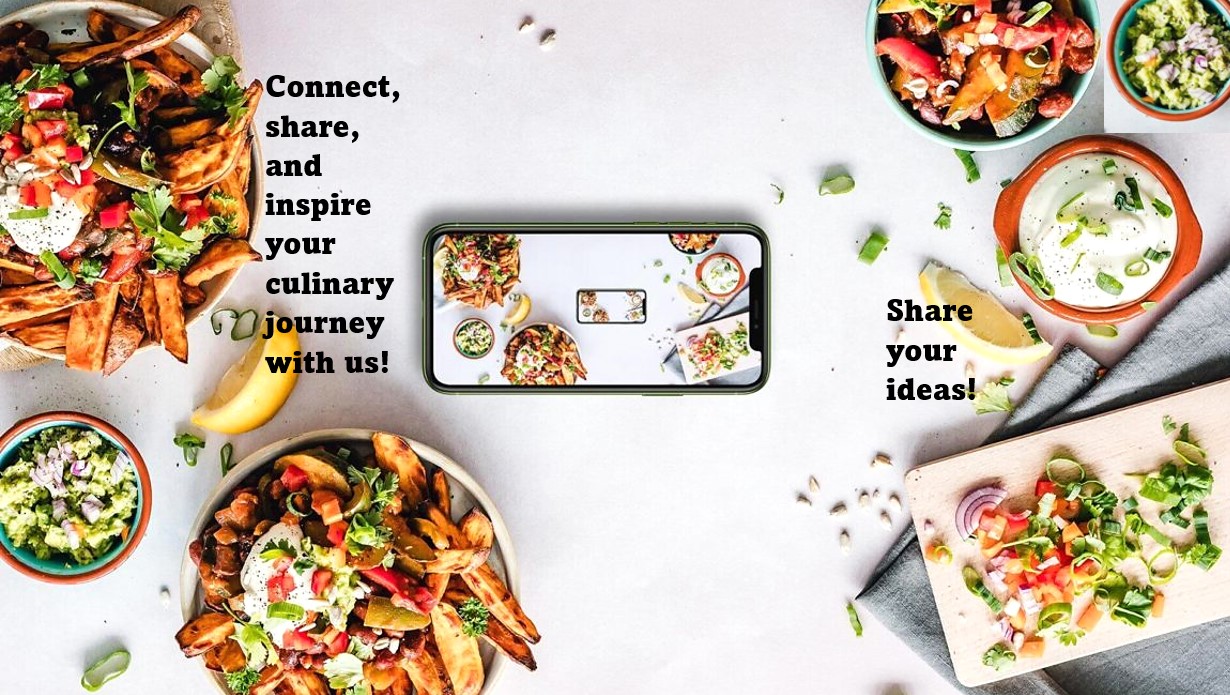 Connect,
share,
and
inspire
your
culinary
journey
with us!
Share
your
ideas!